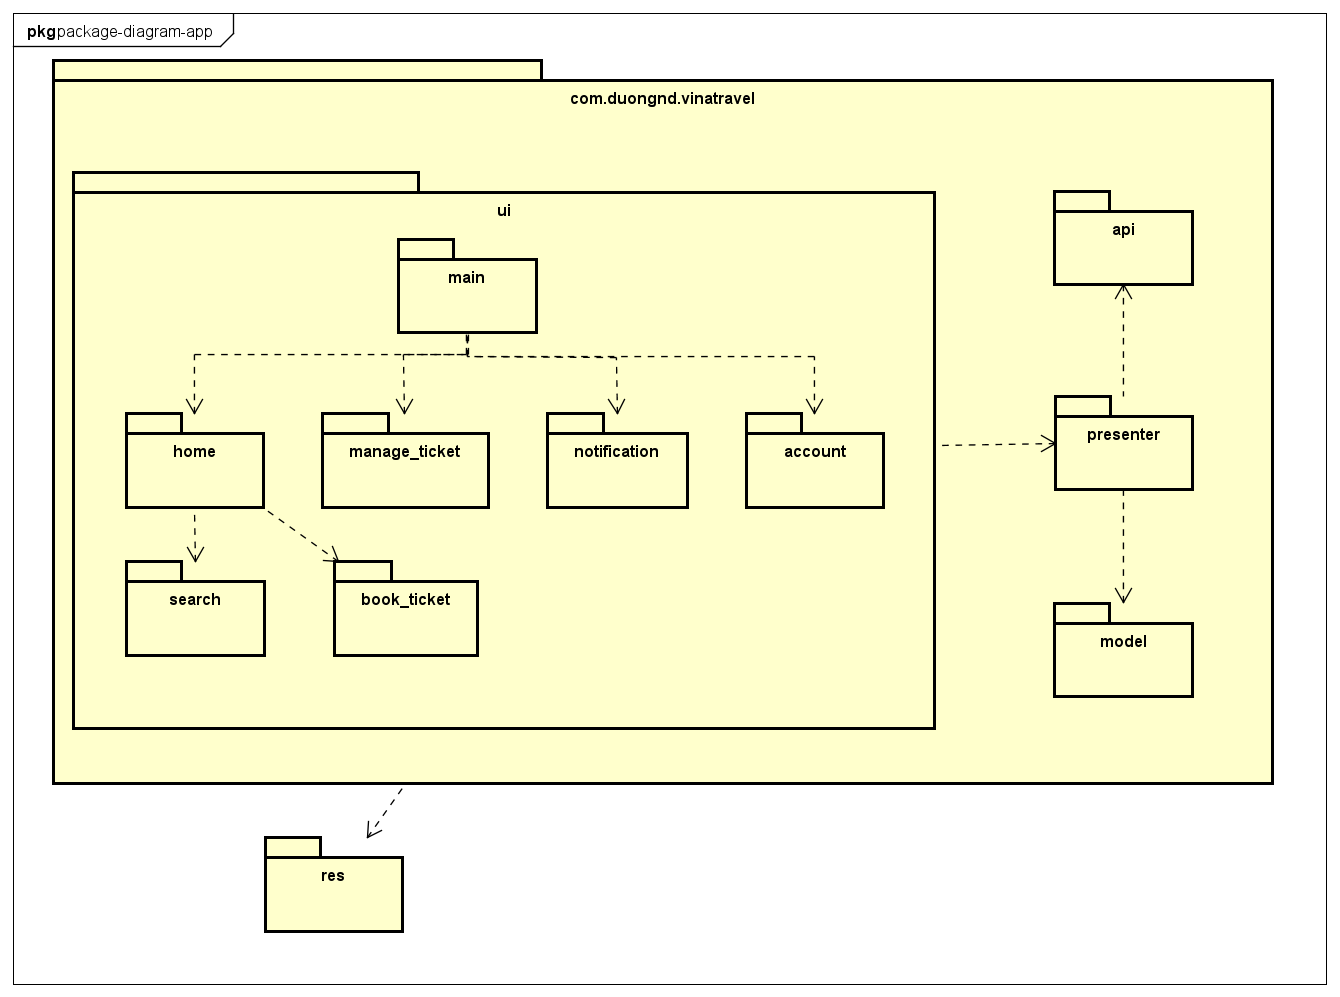 pkgpackage-diagram-app
com.duongnd.vinatravel
ui
api
main
presenter
home
manage_ticket
notification
account
search
book_ticket
model
res